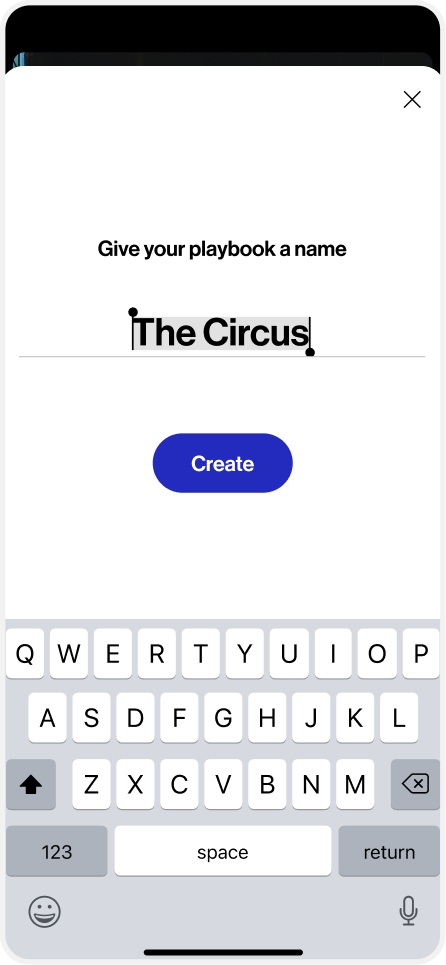 Give your playbook a name
The Circus
Create
Q W E R T Y U I O P
A S D F G H J K L
Z X C V B N M
123 space return